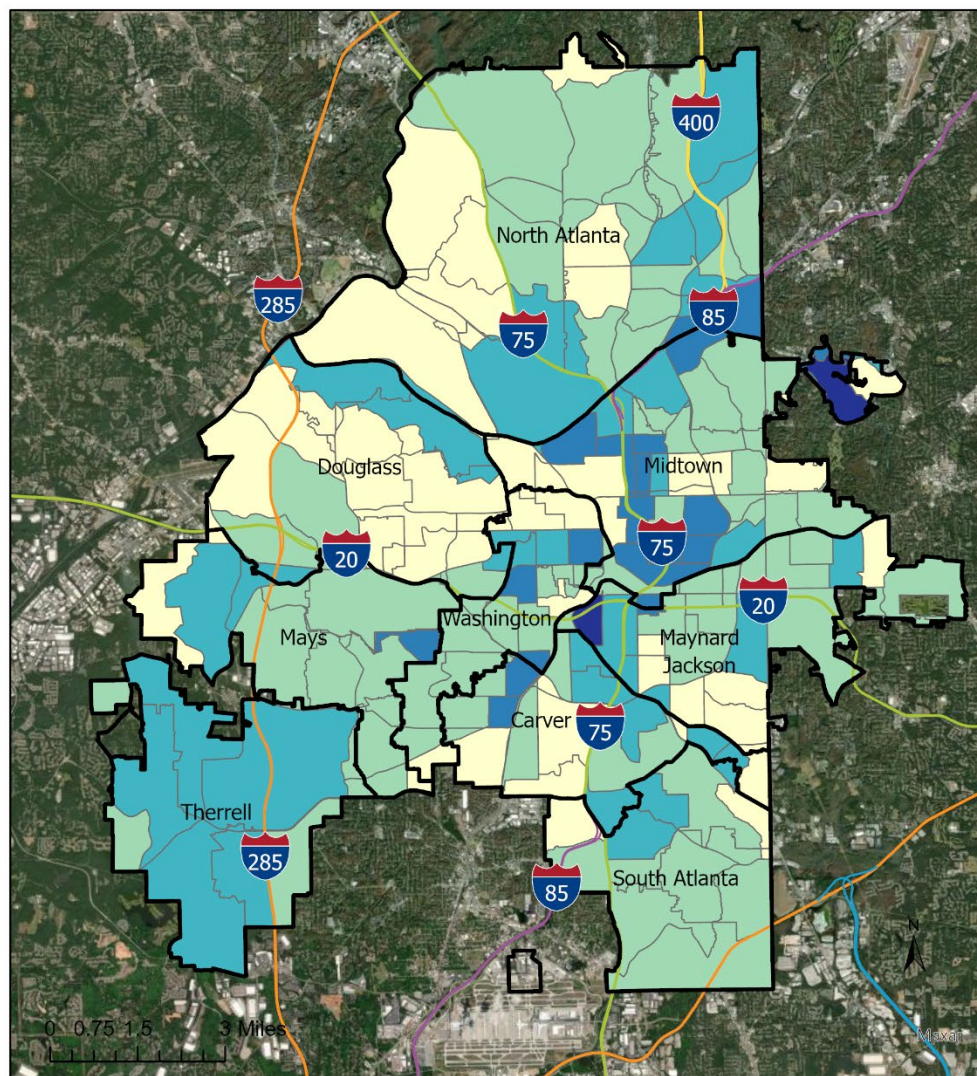 400
North Atlanta
285
85
75
Douglass
Midtown
75
20
20
Washington
Mays
Maynard
Jackson
Carver
75
Therrell
285
South Atlanta
85
N
0 0.75 1.5 3 Miles
Maxar